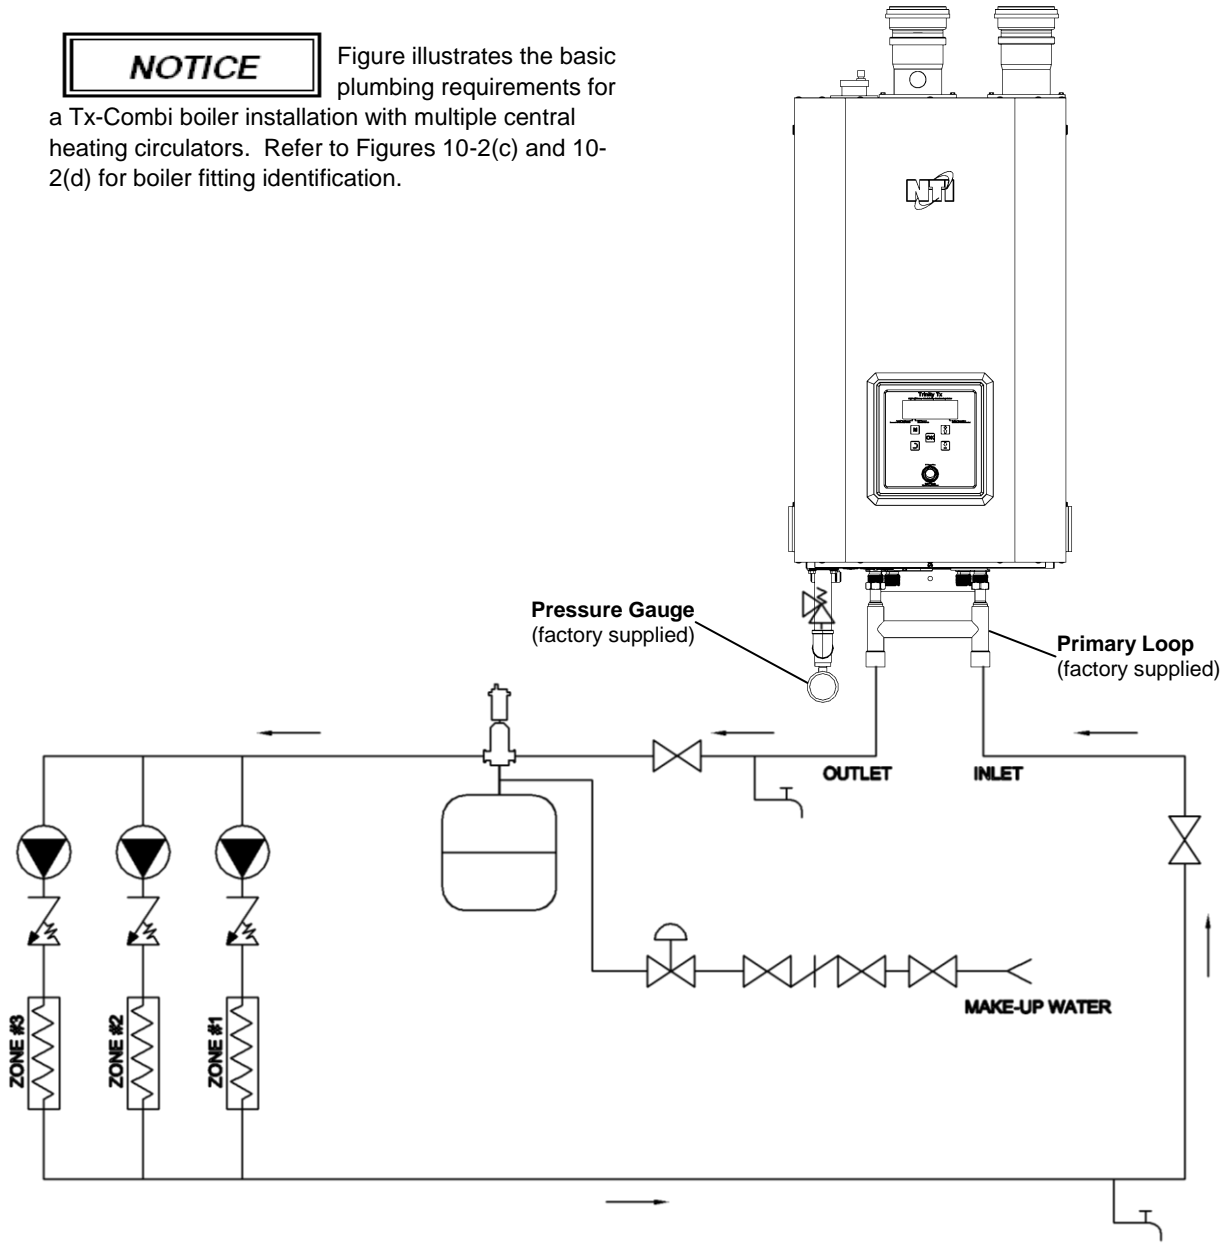 NOTICE
Figure illustrates the basic
plumbing requirements for
a Tx-Combi boiler installation with multiple central
heating circulators.  Refer to Figures 10-2(c) and 10-
2(d) for boiler fitting identification.
NTI
Trinity Tx
OK
Pressure Gauge
(factory supplied)
Primary Loop
(factory supplied)
OUTLET
INLET
MAKE-UP WATER
ZONE #3
ZONE #2
ZONE #1